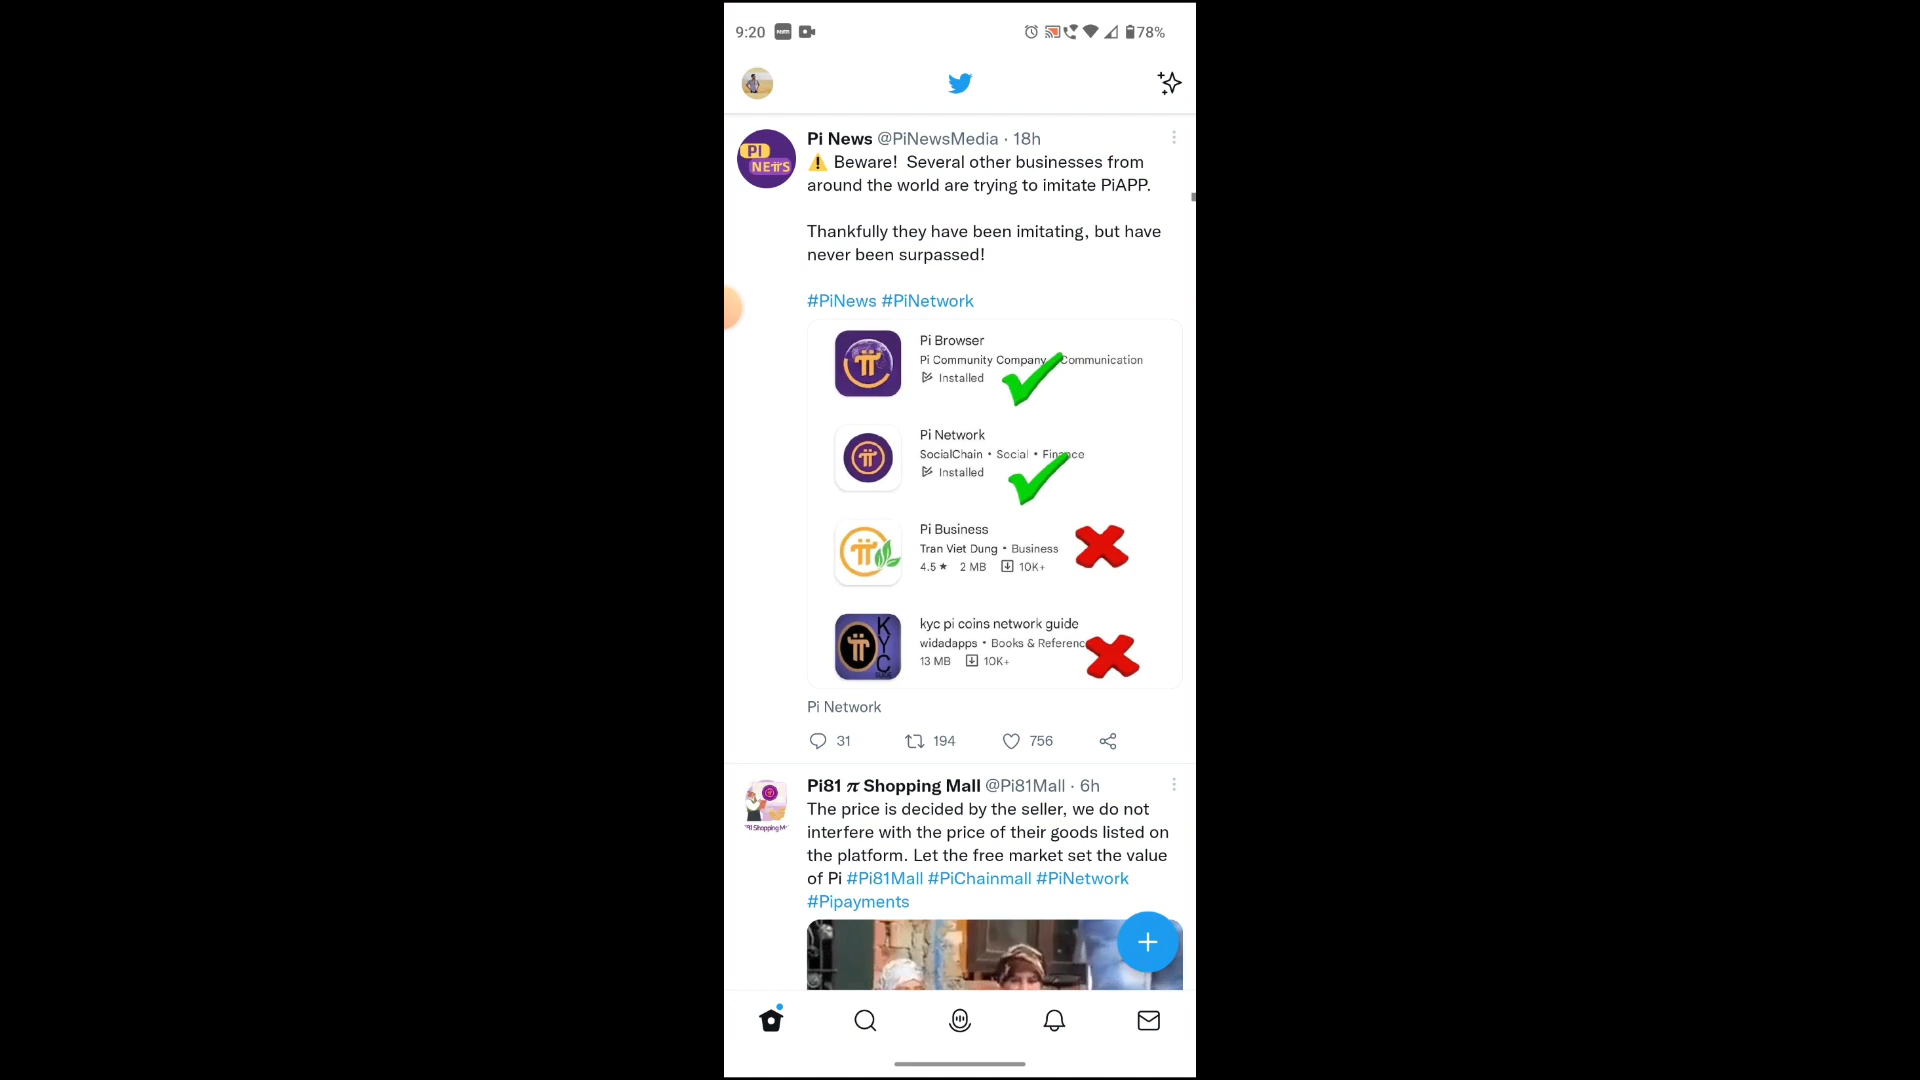 9:20
78%
Pi News @PiNewsMedia · 18h
⚠️ Beware! Several other businesses from
around the world are trying to imitate PiAPP.
Thankfully they have been imitating, but have
never been surpassed!
#PiNews #PiNetwork
PI
NEWS
Pi Browser
Pi Community Company Communication
Installed
Pi Network
SocialChain • Social • Finance
Installed
Pi Business
Tran Viet Dung • Business
4.5★ 2 MB 10K+
KYC
kyc pi coins network guide
widadapps • Books & Referenc
13 MB 10K+
Pi Network
31 194 756
Pi81 π Shopping Mall @Pi81Mall · 6h
The price is decided by the seller, we do not
interfere with the price of their goods listed on
the platform. Let the free market set the value
of Pi #Pi81Mall #PiChainmall #PiNetwork
#Pipayments